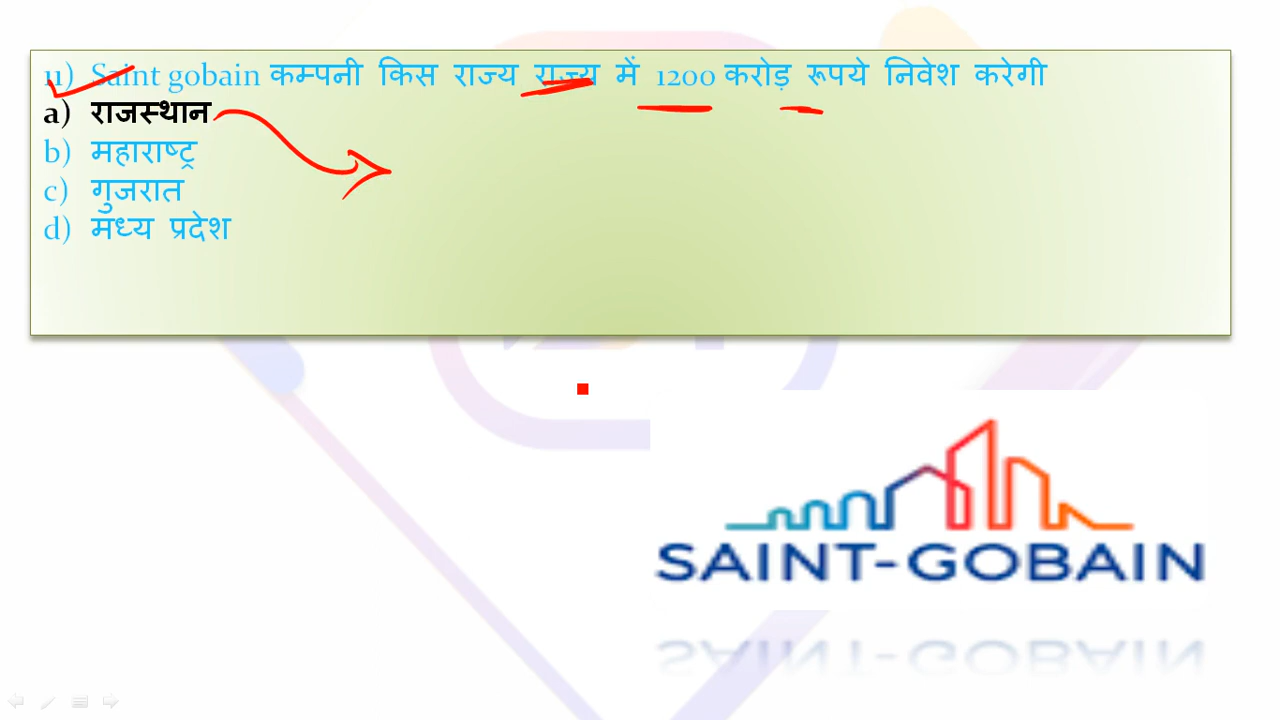 11) Saint gobain कम्पनी किस राज्य राज्य में 1200 करोड़ रूपये निवेश करेगी
a) राजस्थान
b) महाराष्ट्र
c) गुजरात
d) मध्य प्रदेश
SAINT-GOBAIN